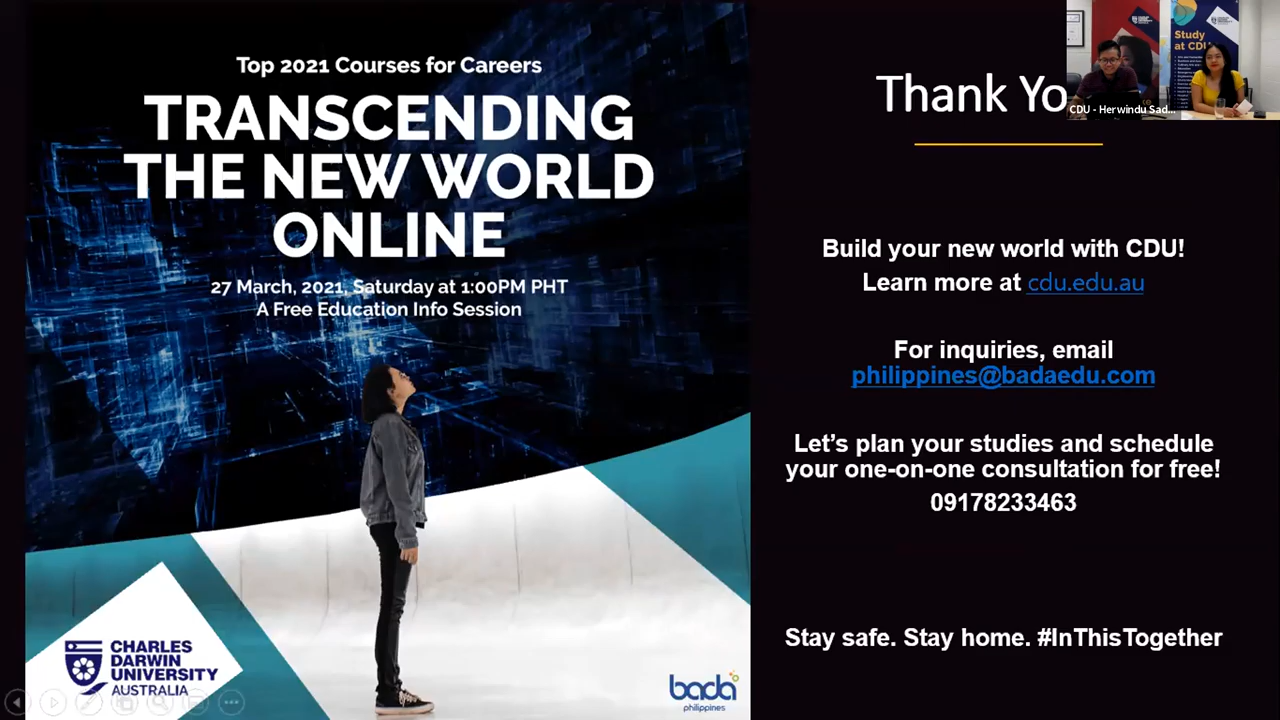 Top 2021 Courses for Careers
TRANSCENDING
THE NEW WORLD
ONLINE
27 March, 2021, Saturday at 1:00PM PHT
A Free Education Info Session
CHARLES
DARWIN
UNIVERSITY
AUSTRALIA
bada
philippines
Thank Yo
Build your new world with CDU!
Learn more at cdu.edu.au
For inquiries, email
philippines@badaedu.com
Let’s plan your studies and schedule
your one-on-one consultation for free!
09178233463
Stay safe. Stay home. #InThisTogether
Study
at CDU
CDU - Herwindu Sad...